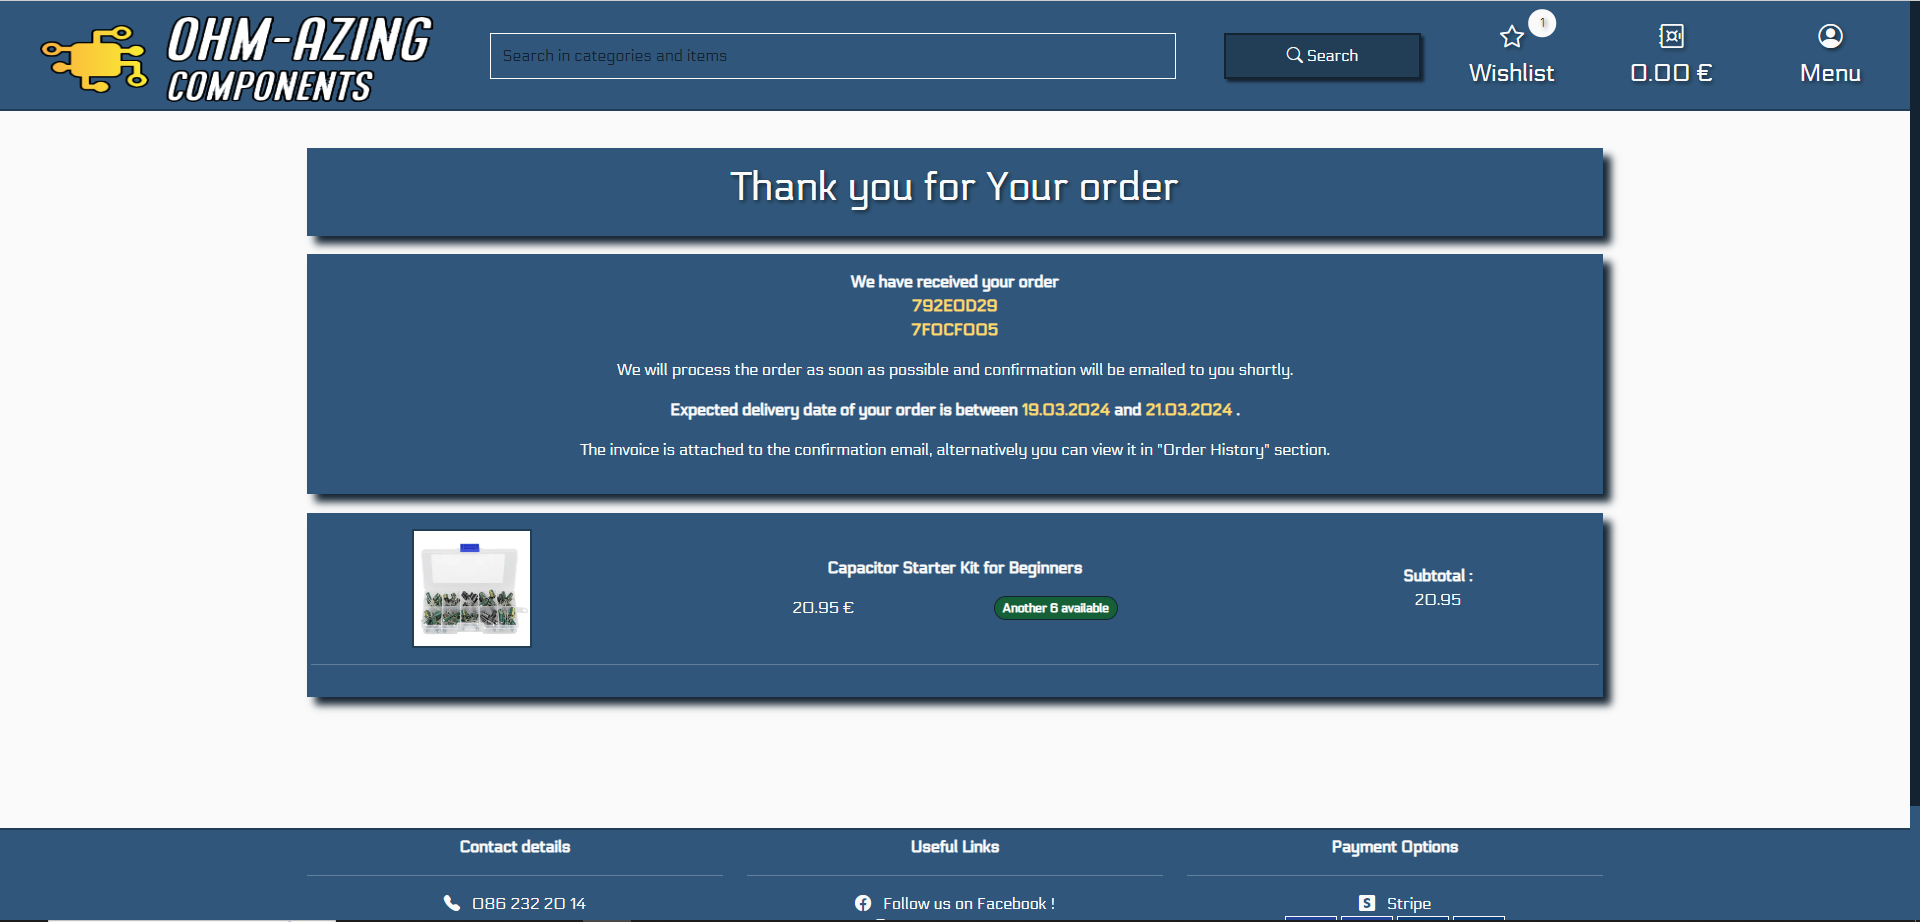 OHM-AZING
COMPONENTS
Search in categories and items
Search
1
Wishlist
0.00 €
Menu
Thank you for Your order
We have received your order
792E0D29
7F0CF005
We will process the order as soon as possible and confirmation will be emailed to you shortly.
Expected delivery date of your order is between 19.03.2024 and 21.03.2024 .
The invoice is attached to the confirmation email, alternatively you can view it in "Order History" section.
Capacitor Starter Kit for Beginners
20.95 €
Another 6 available
Subtotal :
20.95
Contact details
Useful Links
Payment Options
086 232 20 14
Follow us on Facebook !
S Stripe